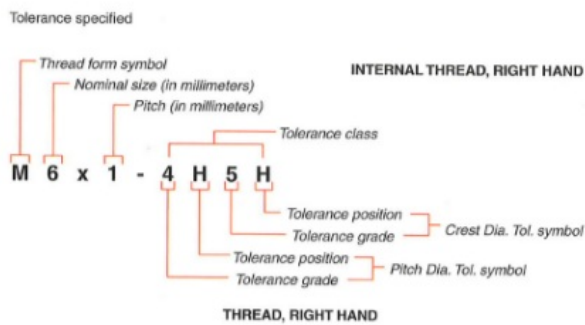 Tolerance specified
Thread form symbol
INTERNAL THREAD, RIGHT HAND
Nominal size (in millimeters)
Pitch (in millimeters)
Tolerance class
M 6 x 1 - 4 H 5 H
Tolerance position
Crest Dia. Tol. symbol
Tolerance grade
Tolerance position
Pitch Dia. Tol. symbol
Tolerance grade
THREAD, RIGHT HAND